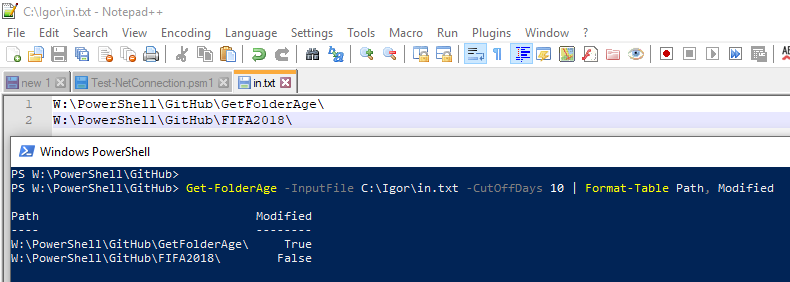 C:\Igor\in.txt - Notepad++
File Edit Search View Encoding Language Settings Tools Macro Run Plugins Window ?
new 1 Test-NetConnection.psm1 in.txt
1 W:\PowerShell\GitHub\GetFolderAge\
2 W:\PowerShell\GitHub\FIFA2018\
Windows PowerShell
PS W:\PowerShell\GitHub>
PS W:\PowerShell\GitHub> Get-FolderAge -InputFile C:\Igor\in.txt -CutOffDays 10 | Format-Table Path, Modified
Path Modified
---- --------
W:\PowerShell\GitHub\GetFolderAge\ True
W:\PowerShell\GitHub\FIFA2018\ False